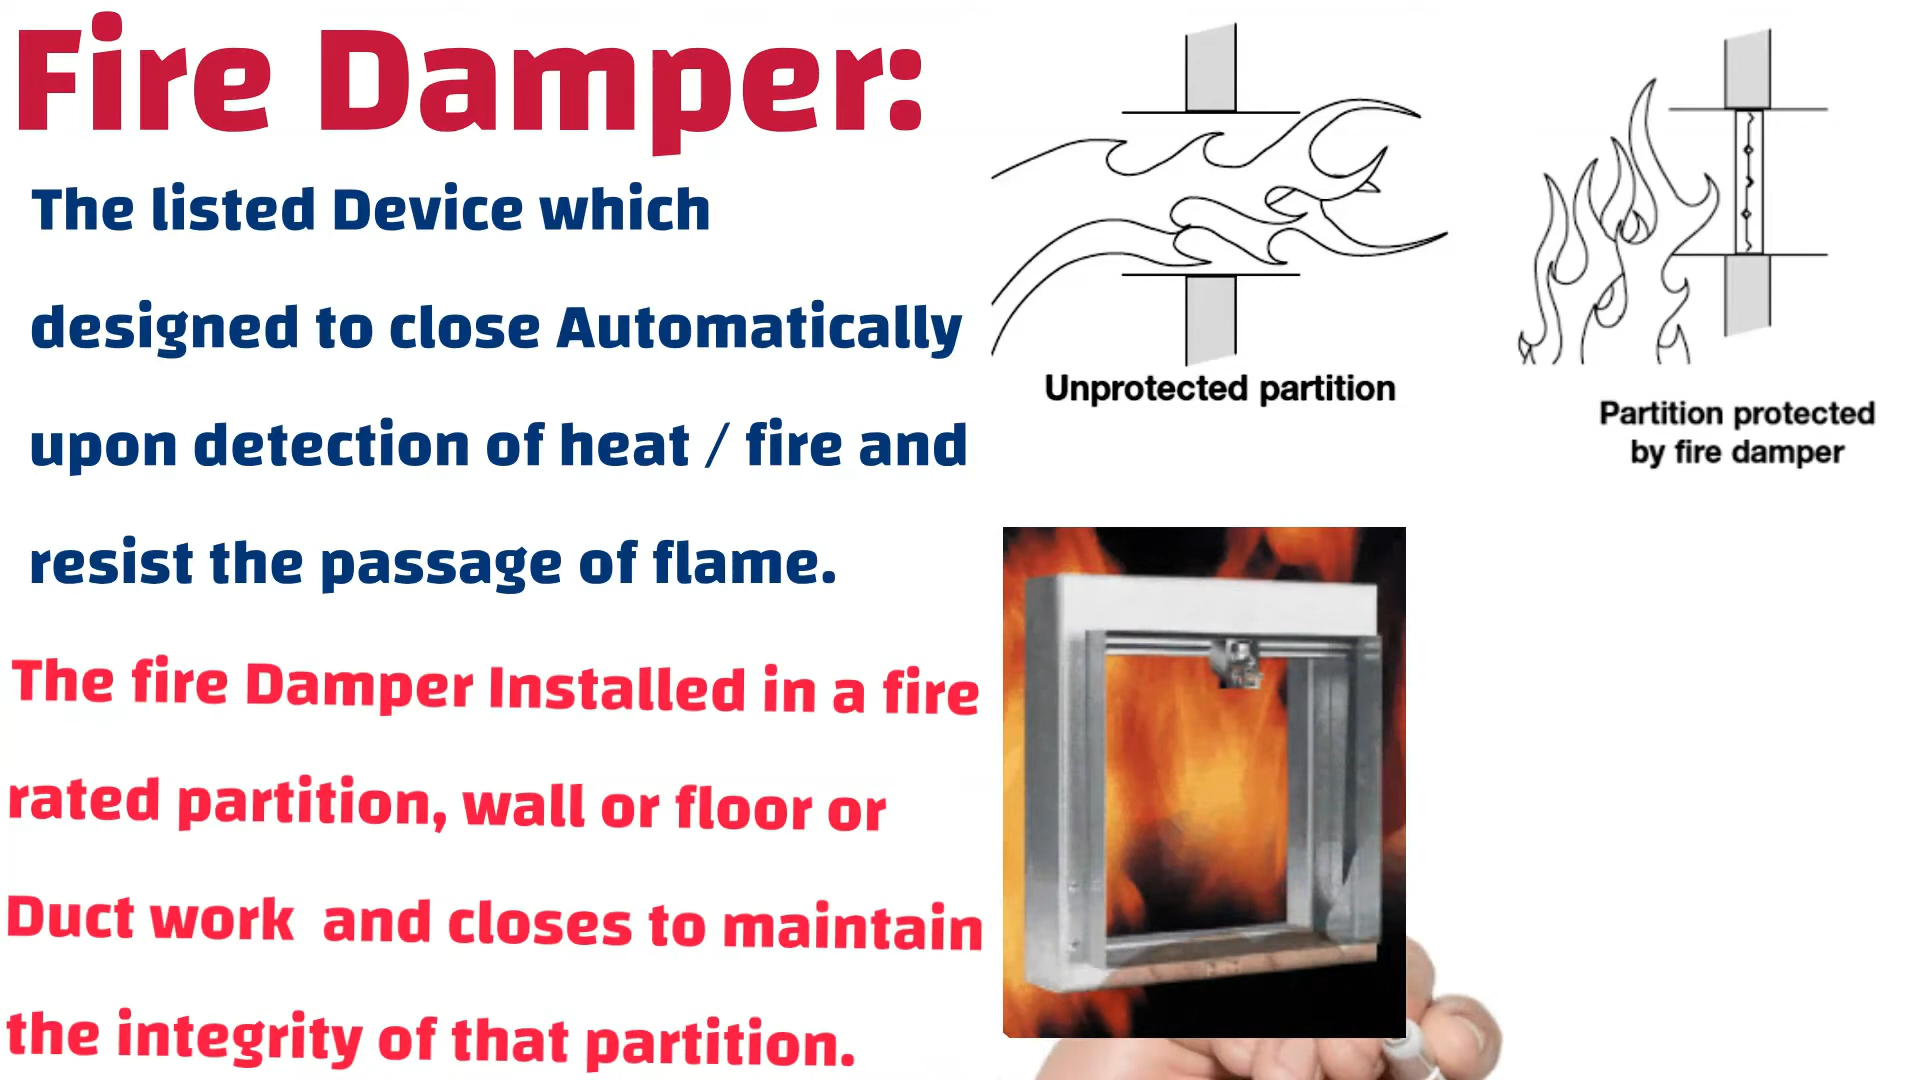 Fire Damper:
The listed Device which
designed to close Automatically
upon detection of heat / fire and
resist the passage of flame.
The fire Damper Installed in a fire
rated partition, wall or floor or
Duct work and closes to maintain
the integrity of that partition.
Unprotected partition
Partition protected
by fire damper